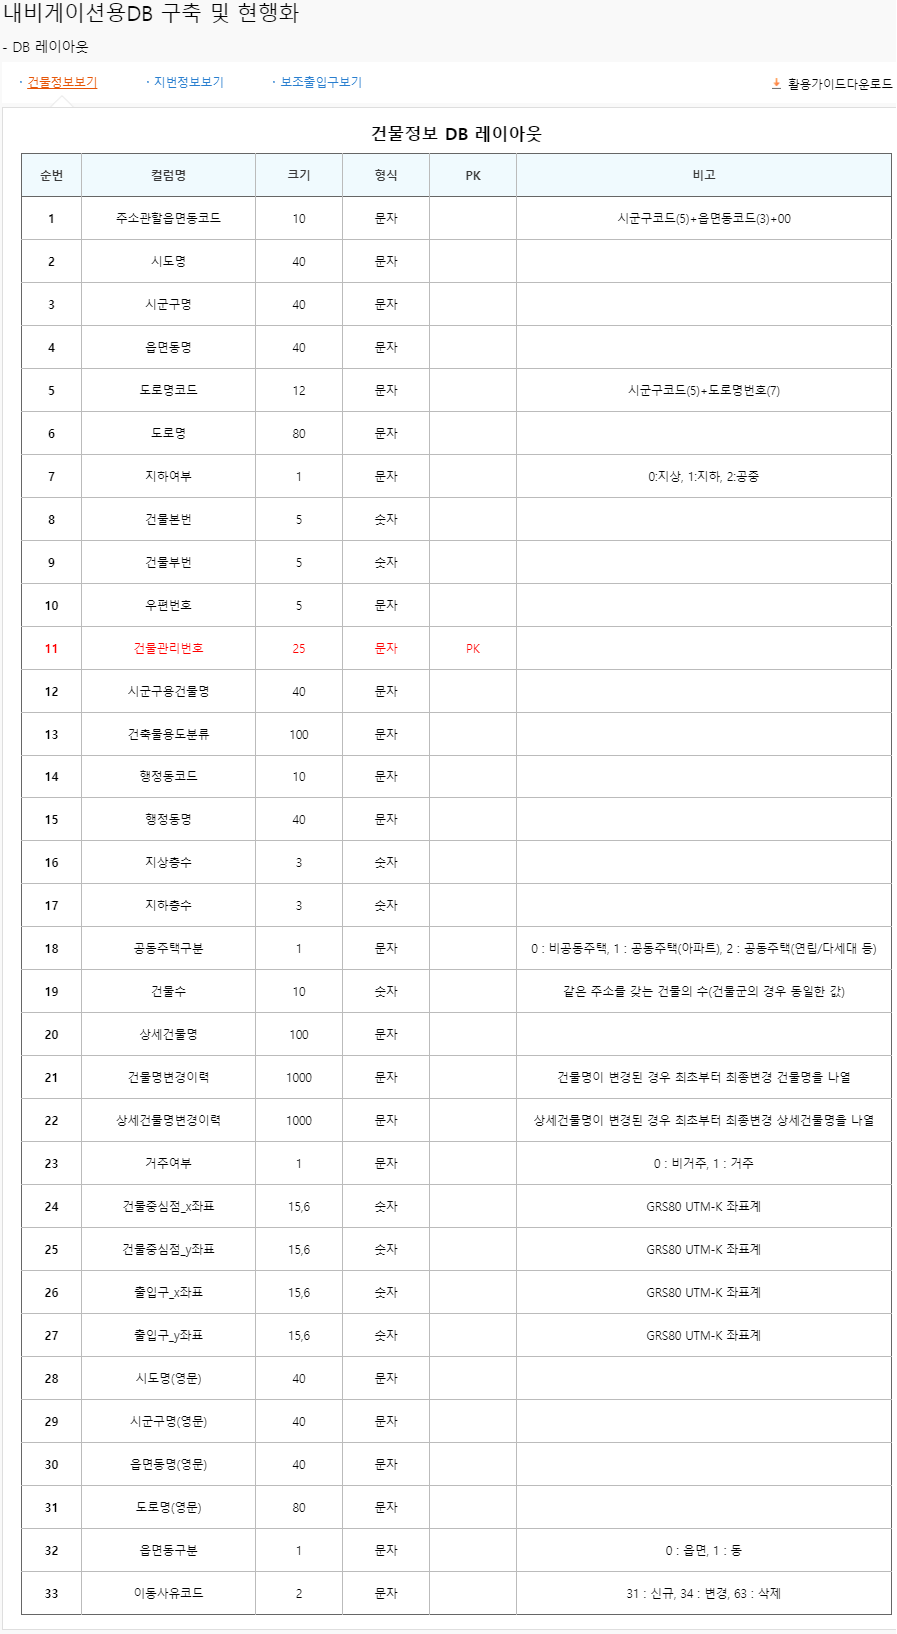 내비게이션용DB 구축 및 현행화
- DB 레이아웃
· 건물정보보기 · 지번정보보기 · 보조출입구보기 활용가이드다운로드
건물정보 DB 레이아웃
순번 컬럼명 크기 형식 PK 비고
1 주소관할읍면동코드 10 문자 시군구코드(5)+읍면동코드(3)+00
2 시도명 40 문자
3 시군구명 40 문자
4 읍면동명 40 문자
5 도로명코드 12 문자 시군구코드(5)+도로명번호(7)
6 도로명 80 문자
7 지하여부 1 문자 0:지상, 1:지하, 2:공중
8 건물본번 5 숫자
9 건물부번 5 숫자
10 우편번호 5 문자
11 건물관리번호 25 문자 PK
12 시군구용건물명 40 문자
13 건축물용도분류 100 문자
14 행정동코드 10 문자
15 행정동명 40 문자
16 지상층수 3 숫자
17 지하층수 3 숫자
18 공동주택구분 1 문자 0 : 비공동주택, 1 : 공동주택(아파트), 2 : 공동주택(연립/다세대 등)
19 건물수 10 숫자 같은 주소를 갖는 건물의 수(건물군의 경우 동일한 값)
20 상세건물명 100 문자
21 건물명변경이력 1000 문자 건물명이 변경된 경우 최초부터 최종변경 건물명을 나열
22 상세건물명변경이력 1000 문자 상세건물명이 변경된 경우 최초부터 최종변경 상세건물명을 나열
23 거주여부 1 문자 0 : 비거주, 1 : 거주
24 건물중심점_x좌표 15,6 숫자 GRS80 UTM-K 좌표계
25 건물중심점_y좌표 15,6 숫자 GRS80 UTM-K 좌표계
26 출입구_x좌표 15,6 숫자 GRS80 UTM-K 좌표계
27 출입구_y좌표 15,6 숫자 GRS80 UTM-K 좌표계
28 시도명(영문) 40 문자
29 시군구명(영문) 40 문자
30 읍면동명(영문) 40 문자
31 도로명(영문) 80 문자
32 읍면동구분 1 문자 0 : 읍면, 1 : 동
33 이동사유코드 2 문자 31 : 신규, 34 : 변경, 63 : 삭제